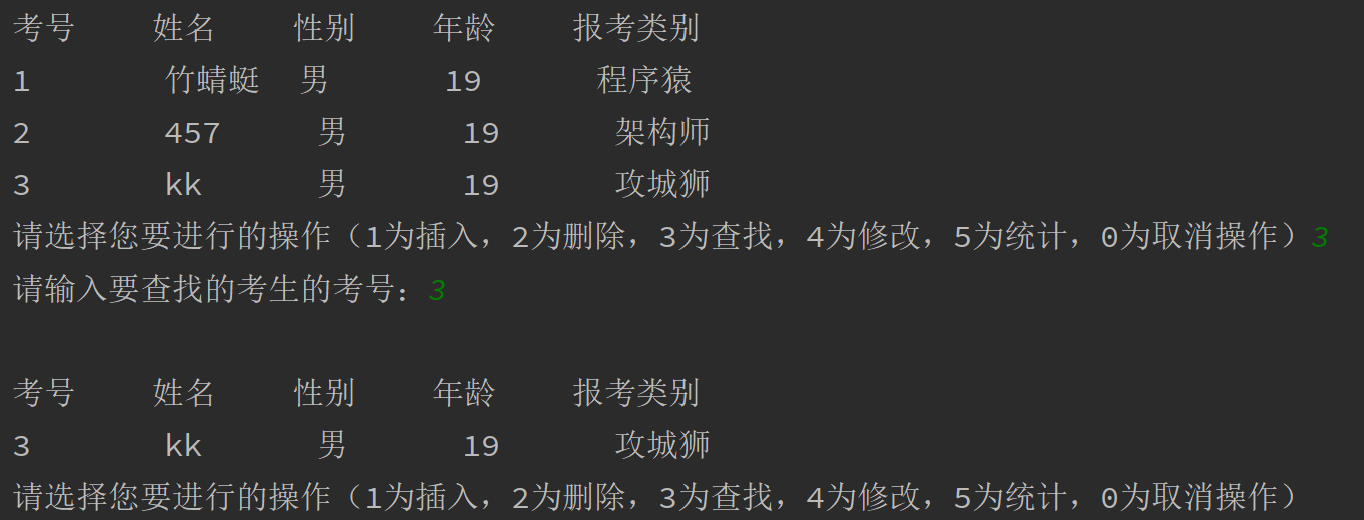 考号 姓名 性别 年龄 报考类别
1 竹蜻蜓 男 19 程序猿
2 457 男 19 架构师
3 kk 男 19 攻城狮
请选择您要进行的操作（1为插入，2为删除，3为查找，4为修改，5为统计，0为取消操作）3
请输入要查找的考生的考号：3
考号 姓名 性别 年龄 报考类别
3 kk 男 19 攻城狮
请选择您要进行的操作（1为插入，2为删除，3为查找，4为修改，5为统计，0为取消操作）